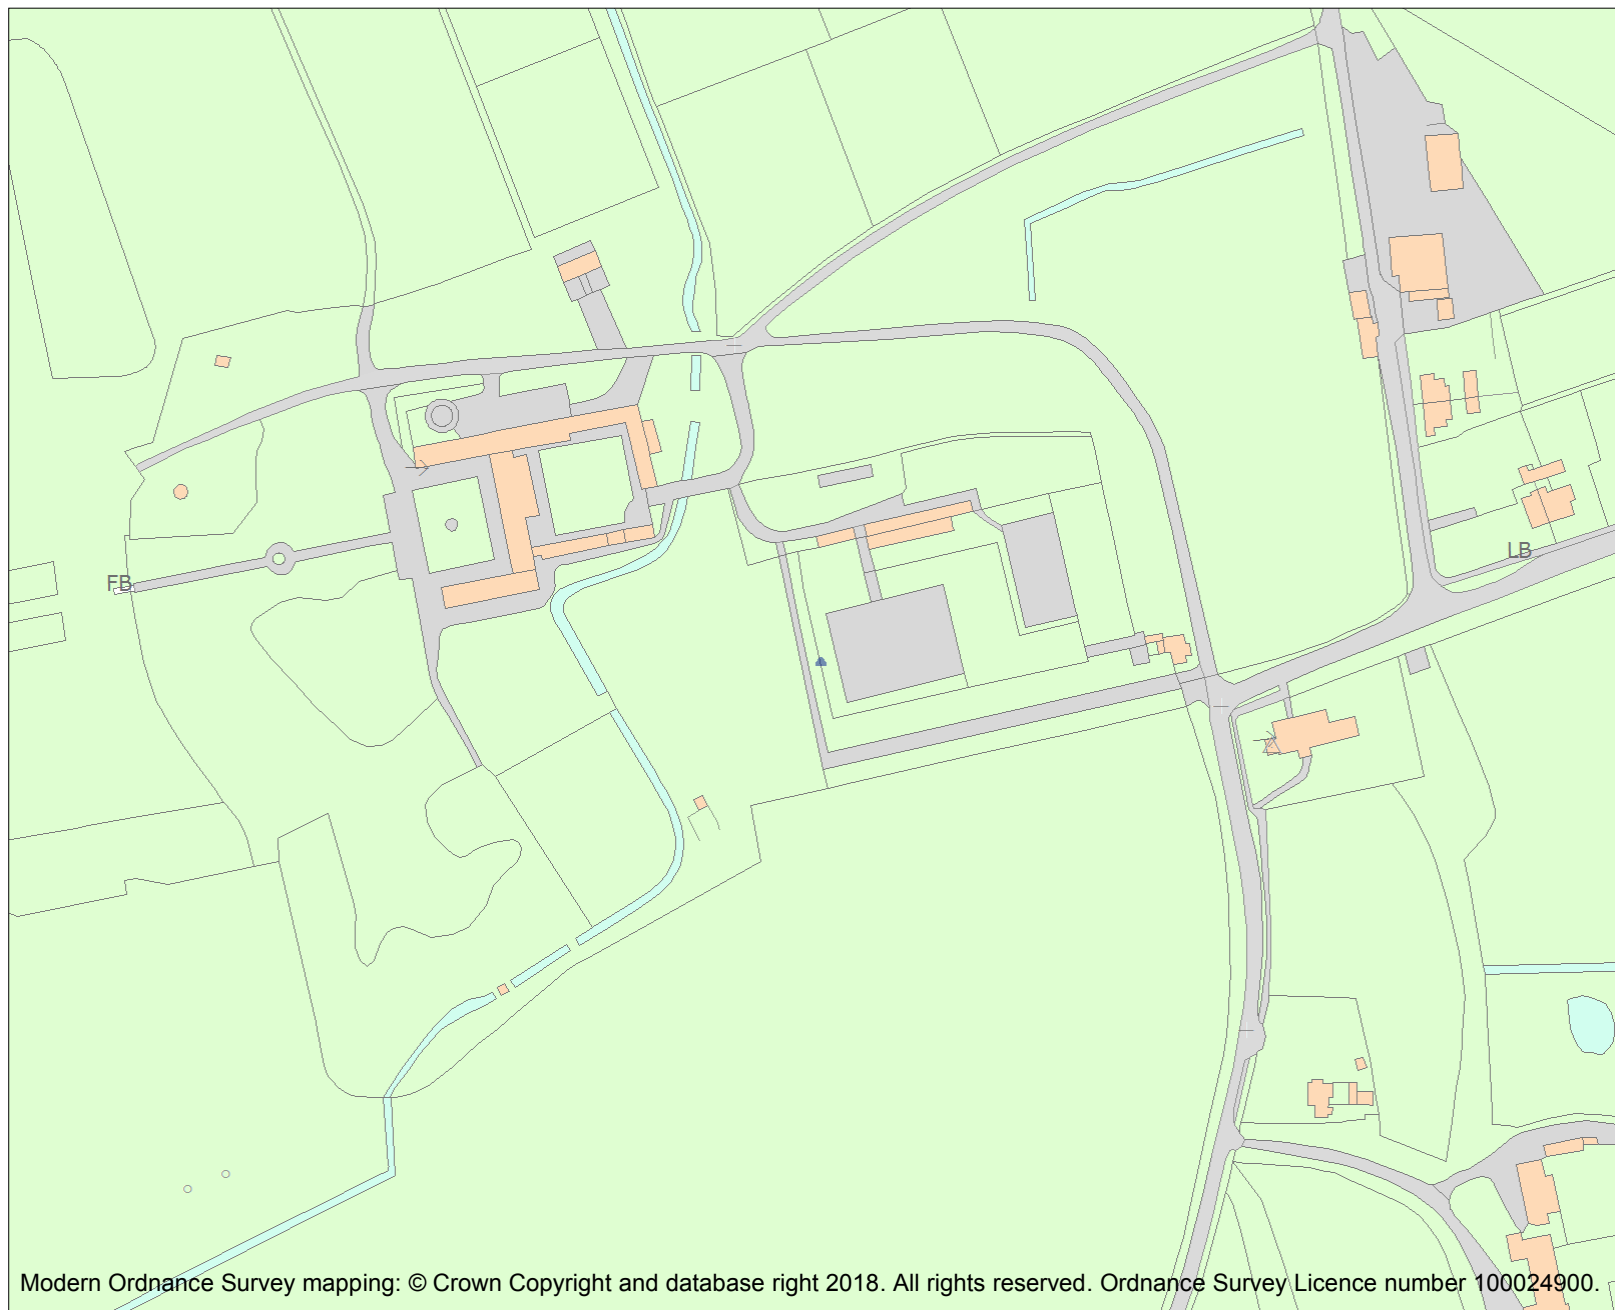 LB
FB
Modern Ordnance Survey mapping: © Crown Copyright and database right 2018. All rights reserved. Ordnance Survey Licence number 100024900.